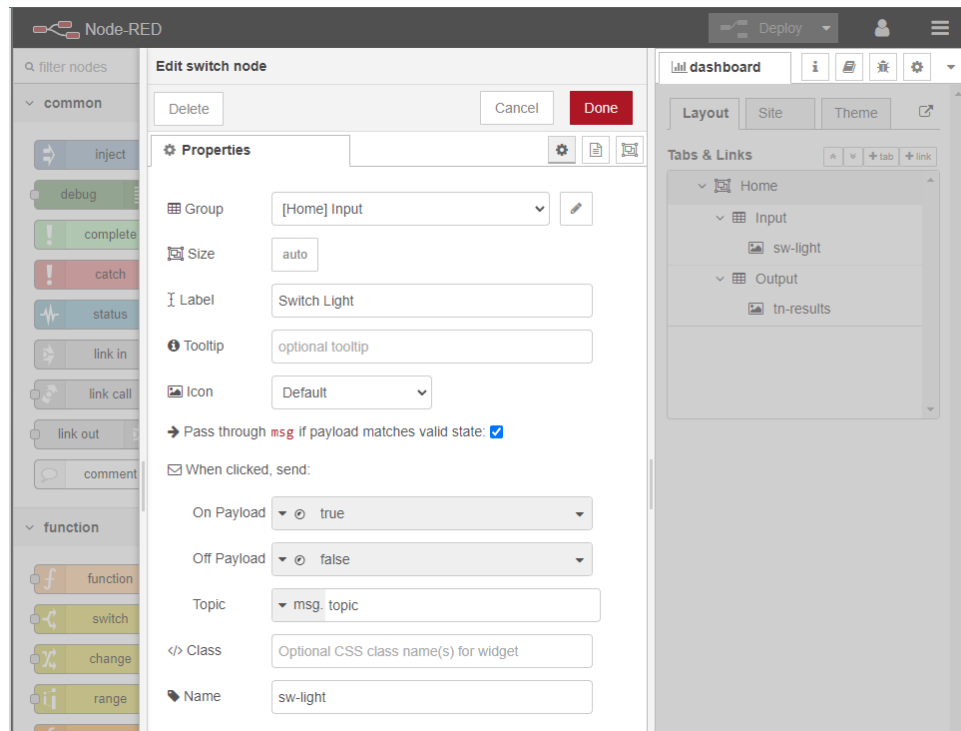 Node-RED
Deploy
filter nodes
common
inject
debug
complete
catch
status
link in
link call
link out
comment
function
function
switch
change
range
Edit switch node
Delete
Cancel
Done
Properties
Group
[Home] Input
Size
auto
Label
Switch Light
Tooltip
optional tooltip
Icon
Default
Pass through msg if payload matches valid state:
When clicked, send:
On Payload
true
Off Payload
false
Topic
msg. topic
Class
Optional CSS class name(s) for widget
Name
sw-light
dashboard
i
Layout
Site
Theme
Tabs & Links
+tab
+link
Home
Input
sw-light
Output
tn-results